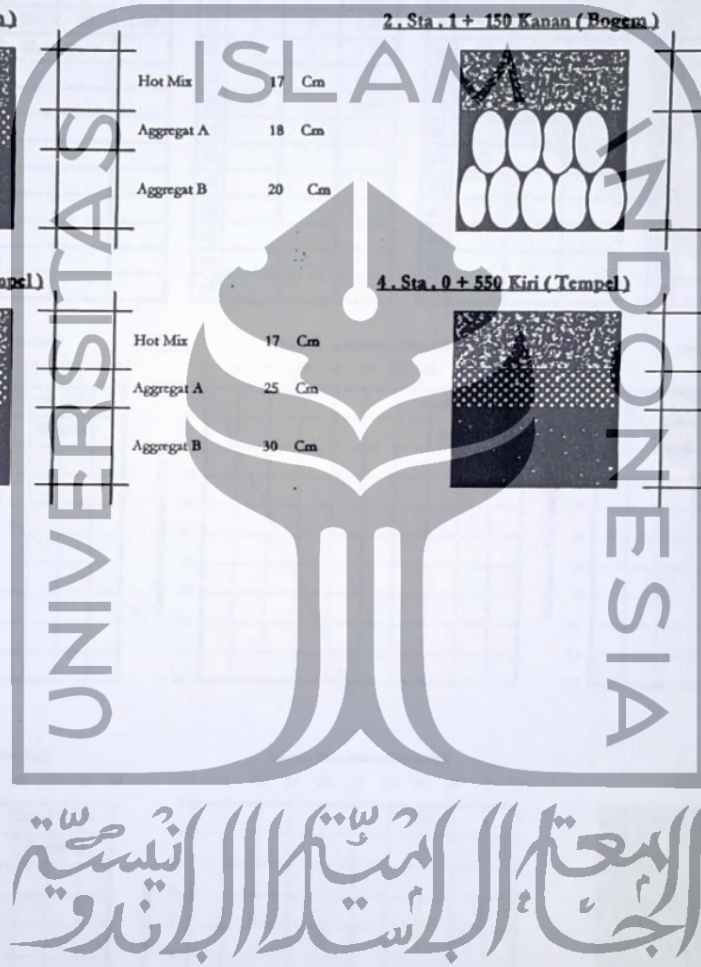 2 . Sta . 1 + 150 Kanan ( Bogem )
Hot Mix 17 Cm
Aggregat A 18 Cm
Aggregat B 20 Cm
4 . Sta . 0 + 550 Kiri ( Tempel )
Hot Mix 17 Cm
Aggregat A 25 Cm
Aggregat B 30 Cm
UNIVERSITAS
ISLAM
INDONESIA
الجامعة الإسلامية الاندونيسية